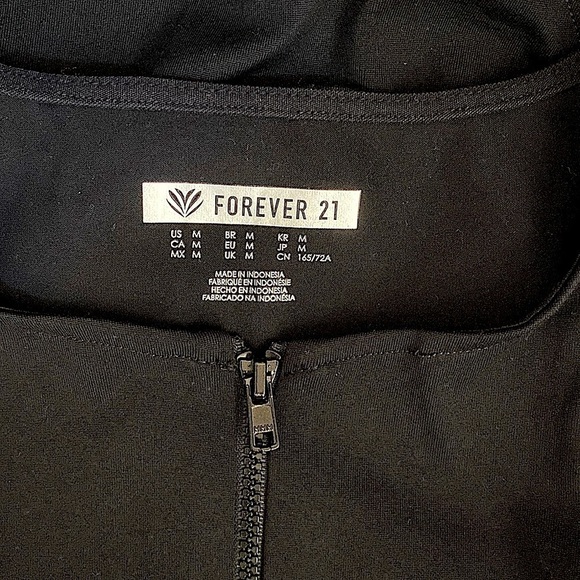 FOREVER 21
US M BR M KR M
CA M EU M JP M
MX M UK M CN 165/72A
MADE IN INDONESIA
FABRIQUÉ EN INDONÉSIE
HECHO EN INDONESIA
FABRICADO NA INDONÉSIA